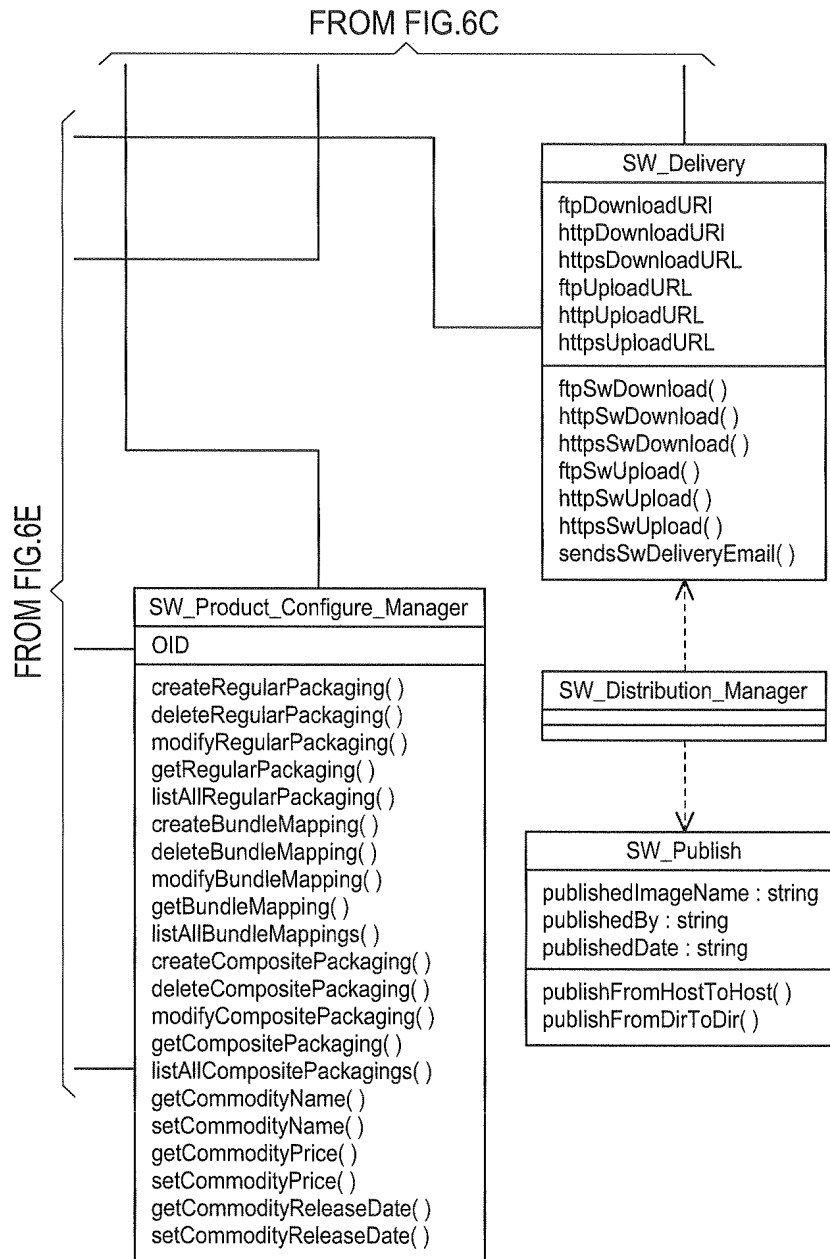 FROM FIG.6C
FROM FIG.6E
SW_Delivery
ftpDownloadURI
httpDownloadURI
httpsDownloadURL
ftpUploadURL
httpUploadURL
httpsUploadURL
ftpSwDownload( )
httpSwDownload( )
httpsSwDownload( )
ftpSwUpload( )
httpSwUpload( )
httpsSwUpload( )
sendsSwDeliveryEmail( )
SW_Product_Configure_Manager
OID
createRegularPackaging( )
deleteRegularPackaging( )
modifyRegularPackaging( )
getRegularPackaging( )
listAllRegularPackaging( )
createBundleMapping( )
deleteBundleMapping( )
modifyBundleMapping( )
getBundleMapping( )
listAllBundleMappings( )
createCompositePackaging( )
deleteCompositePackaging( )
modifyCompositePackaging( )
getCompositePackaging( )
listAllCompositePackagings( )
getCommodityName( )
setCommodityName( )
getCommodityPrice( )
setCommodityPrice( )
getCommodityReleaseDate( )
setCommodityReleaseDate( )
SW_Distribution_Manager
SW_Publish
publishedImageName : string
publishedBy : string
publishedDate : string
publishFromHostToHost( )
publishFromDirToDir( )